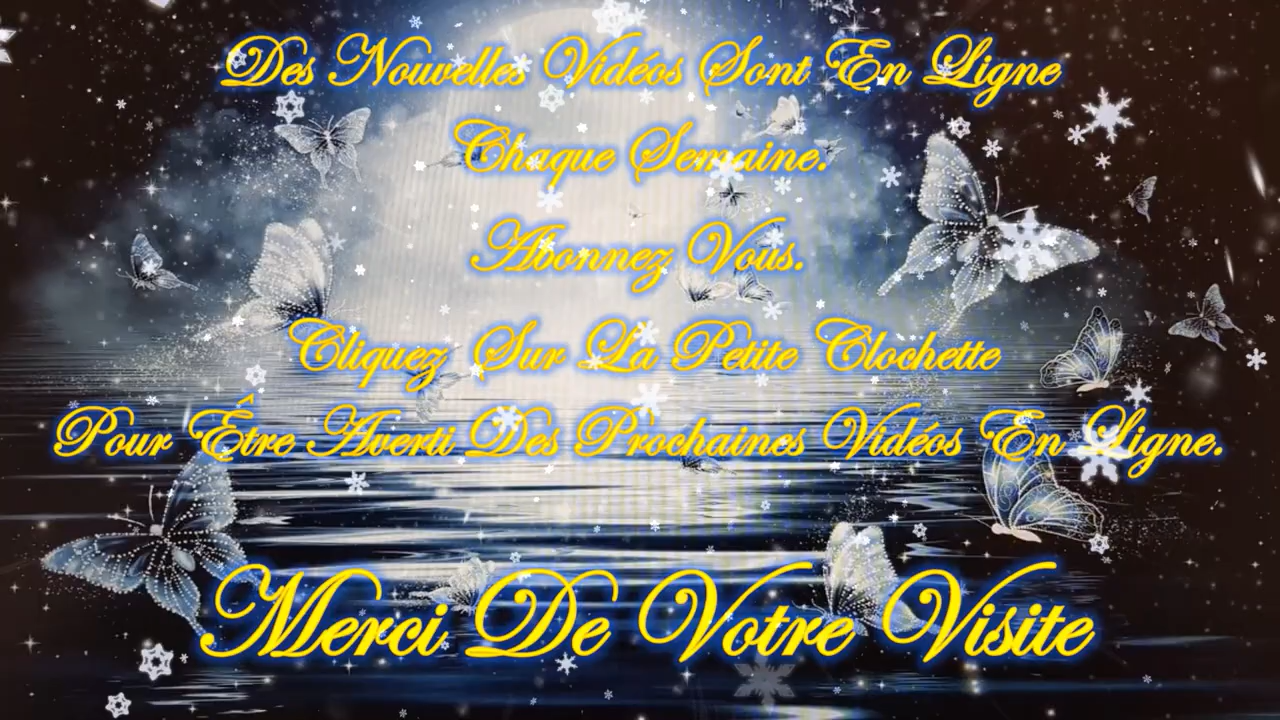 Des Nouvelles Vidéos Sont En Ligne
Chaque Semaine.
Abonnez Vous.
Cliquez Sur La Petite Clochette
Pour Être Averti Des Prochaines Vidéos En Ligne.
Merci De Votre Visite